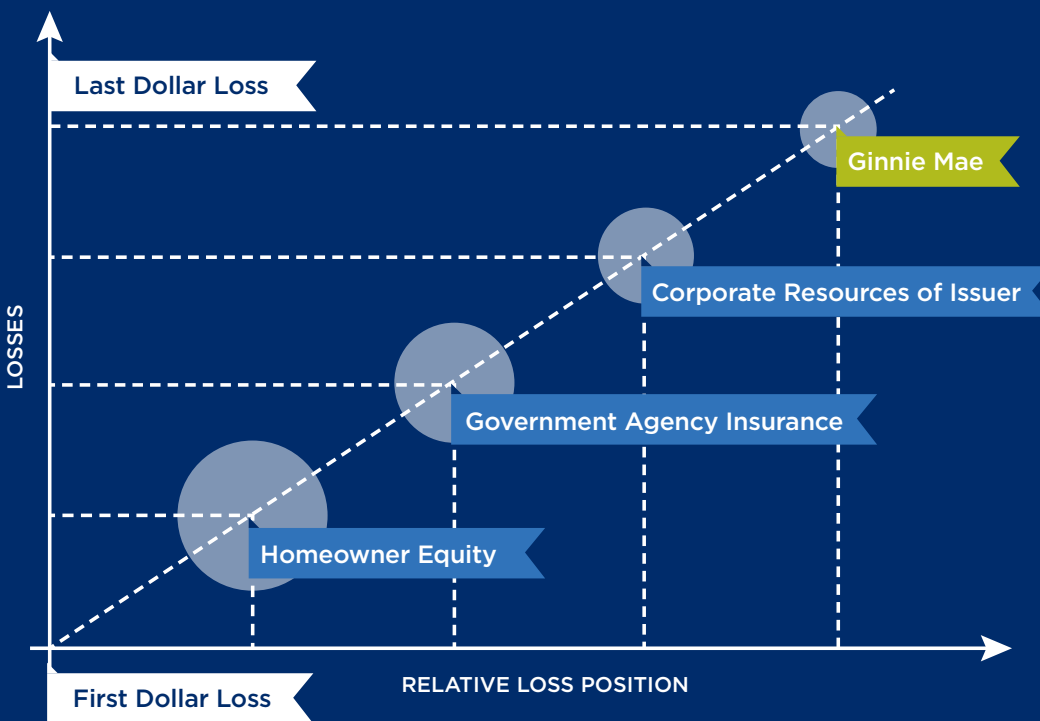 Last Dollar Loss
Ginnie Mae
Corporate Resources of Issuer
LOSSES
Government Agency Insurance
Homeowner Equity
RELATIVE LOSS POSITION
First Dollar Loss